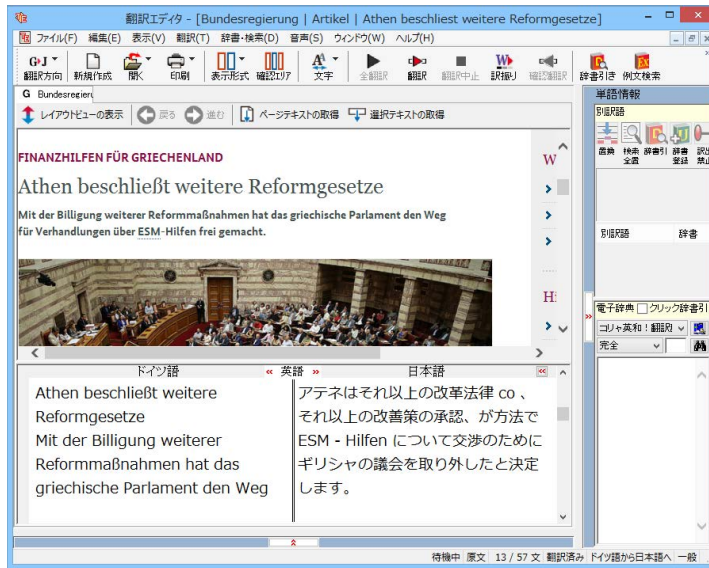 翻訳エディタ - [Bundesregierung | Artikel | Athen beschliest weitere Reformgesetze]
ファイル(F) 編集(E) 表示(V) 翻訳(T) 辞書・検索(D) 音声(S) ウィンドウ(W) ヘルプ(H)
G›J
翻訳方向 新規作成 開く 印刷 表示形式 確認エリア 文字 全翻訳 翻訳 翻訳中止 訳振り 確認翻訳 辞書引き 例文検索
G Bundesregier
レイアウトビューの表示 戻る 進む ページテキストの取得 選択テキストの取得
FINANZHILFEN FÜR GRIECHENLAND
Athen beschließt weitere Reformgesetze
Mit der Billigung weiterer Reformmaßnahmen hat das griechische Parlament den Weg
für Verhandlungen über ESM-Hilfen frei gemacht.
W
Hi
ドイツ語 « 英語 » 日本語
Athen beschließt weitere
Reformgesetze
Mit der Billigung weiterer
Reformmaßnahmen hat das
griechische Parlament den Weg
アテネはそれ以上の改革法律 co 、
それ以上の改善策の承認、が方法で
ESM - Hilfen について交渉のために
ギリシャの議会を取り外したと決定
します。
単語情報
別訳語
置換 検索全置 辞書引 辞書登録 訳出禁止
別訳語 辞書
電子辞典 クリック辞書引
コリャ英和!翻訳
完全
待機中 原文 13 / 57 文 翻訳済み ドイツ語から日本語へ 一般